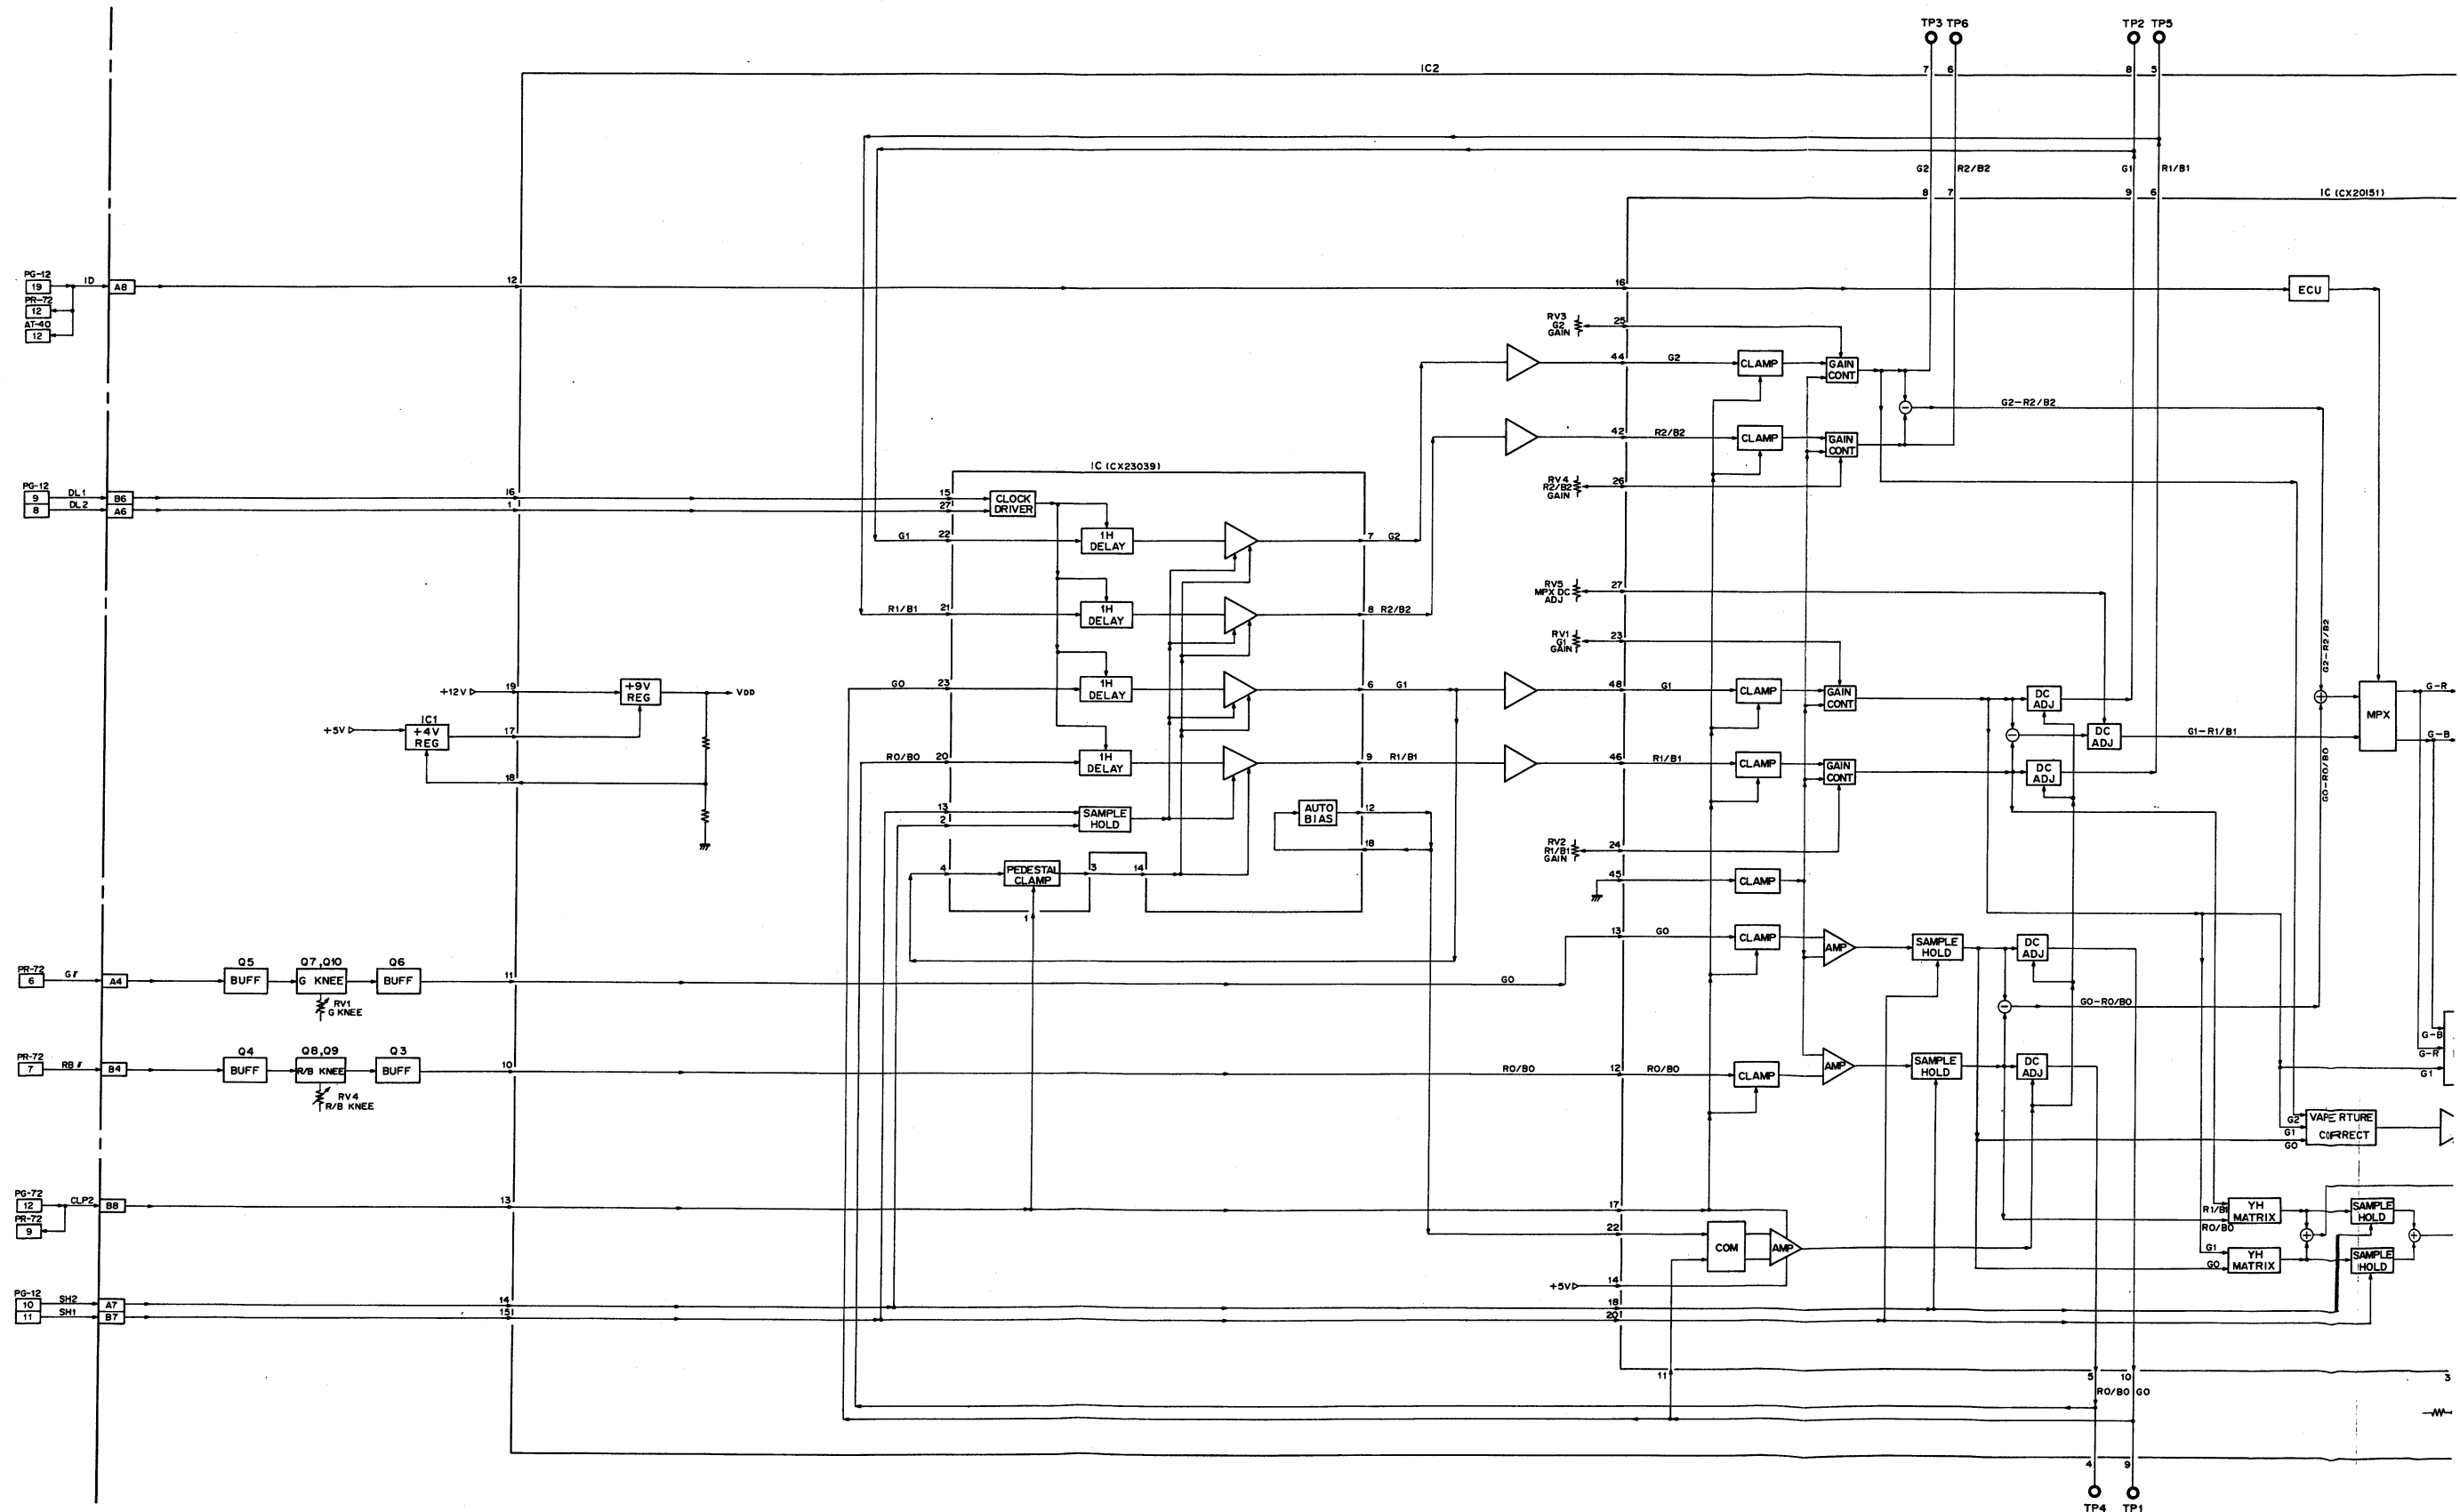 TP3 TP6
TP2 TP5
IC2
7 6
8 5
G2 R2/B2
G1 R1/B1
8 7
9 6
IC (CX20151)
PG-12
19
ID
A8
12
16
ECU
PR-72
12
AT-40
12
RV3
G2
GAIN
25
44
G2
CLAMP
GAIN
CONT
G2-R2/B2
42
R2/B2
CLAMP
GAIN
CONT
RV4
R2/B2
GAIN
26
IC (CX23039)
PG-12
9
DL1
B6
16
15
8
DL2
A6
1
27
CLOCK
DRIVER
G1
22
1H
DELAY
7
G2
R1/B1
21
1H
DELAY
8
R2/B2
RV5
MPX DC
ADJ
27
RV1
G1
GAIN
23
G2-R2/B2
G0
23
1H
DELAY
6
G1
48
G1
CLAMP
GAIN
CONT
DC
ADJ
DC
ADJ
G1-R1/B1
MPX
G-R
G-B
G0-R0/B0
+12V
19
+9V
REG
VDD
+5V
IC1
+4V
REG
17
18
R0/B0
20
1H
DELAY
9
R1/B1
46
R1/B1
CLAMP
GAIN
CONT
DC
ADJ
13
2
SAMPLE
HOLD
AUTO
BIAS
12
18
RV2
R1/B1
GAIN
24
4
PEDESTAL
CLAMP
3
14
1
45
CLAMP
13
G0
CLAMP
AMP
SAMPLE
HOLD
DC
ADJ
PR-72
6
A4
Q5
BUFF
Q7,Q10
G KNEE
Q6
BUFF
11
G0
RV1
G KNEE
G0-R0/B0
G-B
G-R
G1
PR-72
7
B4
Q4
BUFF
Q8,Q9
R/B KNEE
Q3
BUFF
10
R0/B0
12
R0/B0
CLAMP
AMP
SAMPLE
HOLD
DC
ADJ
RV4
R/B KNEE
G2
G1
G0
VAPERTURE
CORRECT
PG-72
12
CLP2
B8
13
17
PR-72
9
22
COM
AMP
R1/B1
R0/B0
YH
MATRIX
SAMPLE
HOLD
G1
G0
YH
MATRIX
SAMPLE
HOLD
+5V
14
PG-12
10
SH2
A7
14
18
11
SH1
B7
15
20
11
5
10
3
R0/B0 G0
4
9
TP4 TP1